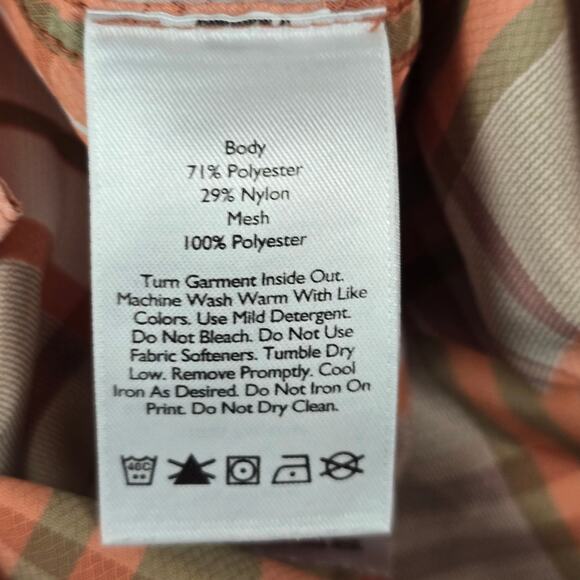 Body
71% Polyester
29% Nylon
Mesh
100% Polyester
Turn Garment Inside Out.
Machine Wash Warm With Like
Colors. Use Mild Detergent.
Do Not Bleach. Do Not Use
Fabric Softeners. Tumble Dry
Low. Remove Promptly. Cool
Iron As Desired. Do Not Iron On
Print. Do Not Dry Clean.
40C